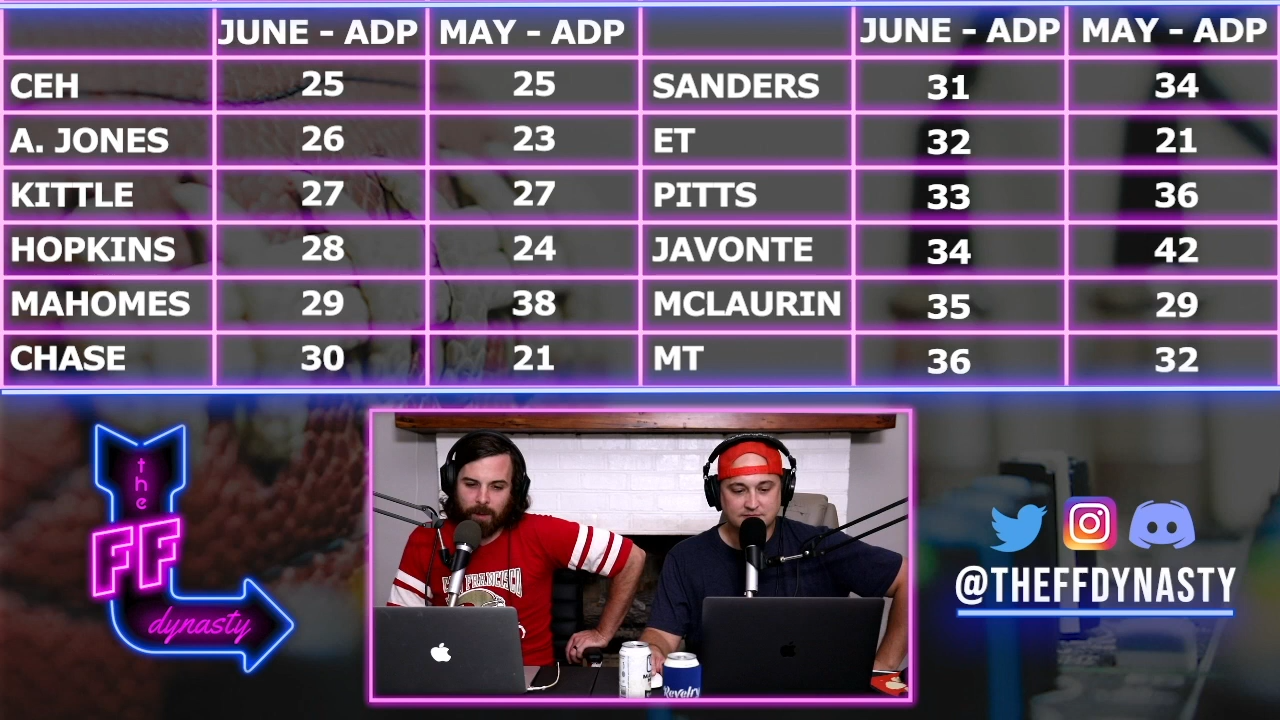 JUNE - ADP MAY - ADP JUNE - ADP MAY - ADP
CEH 25 25 SANDERS 31 34
A. JONES 26 23 ET 32 21
KITTLE 27 27 PITTS 33 36
HOPKINS 28 24 JAVONTE 34 42
MAHOMES 29 38 MCLAURIN 35 29
CHASE 30 21 MT 36 32
the
FF
dynasty
FRANCISCO
Revelry
@THEFFDYNASTY